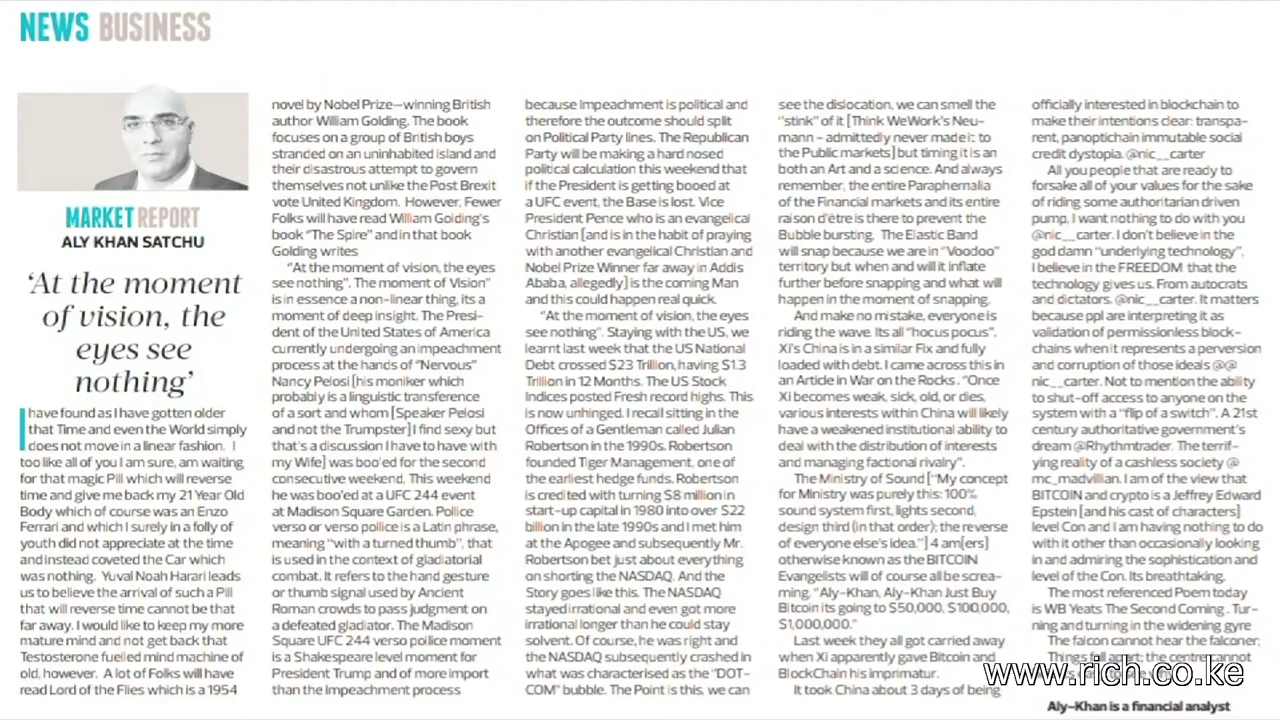 NEWS BUSINESS
MARKET REPORT
ALY KHAN SATCHU
‘At the moment
of vision, the
eyes see
nothing’
I have found as I have gotten older
that Time and even the World simply
does not move in a linear fashion. I
too like all of you I am sure, am waiting
for that magic Pill which will reverse
time and give me back my 21 Year Old
Body which of course was an Enzo
Ferrari and which I surely in a folly of
youth did not appreciate at the time
and instead coveted the Car which
was nothing. Yuval Noah Harari leads
us to believe the arrival of such a Pill
that will reverse time cannot be that
far away. I would like to keep my more
mature mind and not get back that
Testosterone fuelled mind machine of
old, however. A lot of Folks will have
read Lord of the Flies which is a 1954
novel by Nobel Prize–winning British
author William Golding. The book
focuses on a group of British boys
stranded on an uninhabited island and
their disastrous attempt to govern
themselves not unlike the Post Brexit
vote United Kingdom. However, Fewer
Folks will have read William Golding's
book “The Spire” and in that book
Golding writes
“At the moment of vision, the eyes
see nothing”. The moment of Vision”
is in essence a non-linear thing, its a
moment of deep insight. The Presi-
dent of the United States of America
currently undergoing an impeachment
process at the hands of “Nervous”
Nancy Pelosi [his moniker which
probably is a linguistic transference
of a sort and whom [Speaker Pelosi
and not the Trumpster] I find sexy but
that's a discussion I have to have with
my Wife] was boo'ed for the second
consecutive weekend. This weekend
he was boo'ed at a UFC 244 event
at Madison Square Garden. Pollice
verso or verso pollice is a Latin phrase,
meaning “with a turned thumb”, that
is used in the context of gladiatorial
combat. It refers to the hand gesture
or thumb signal used by Ancient
Roman crowds to pass judgment on
a defeated gladiator. The Madison
Square UFC 244 verso pollice moment
is a Shakespeare level moment for
President Trump and of more import
than the Impeachment process
because Impeachment is political and
therefore the outcome should split
on Political Party lines. The Republican
Party will be making a hard nosed
political calculation this weekend that
if the President is getting booed at
a UFC event, the Base is lost. Vice
President Pence who is an evangelical
Christian [and is in the habit of praying
with another evangelical Christian and
Nobel Prize Winner far away in Addis
Ababa, allegedly] is the coming Man
and this could happen real quick.
“At the moment of vision, the eyes
see nothing”. Staying with the US, we
learnt last week that the US National
Debt crossed $23 Trillion, having $1.3
Trillion in 12 Months. The US Stock
Indices posted Fresh record highs. This
is now unhinged. I recall sitting in the
Offices of a Gentleman called Julian
Robertson in the 1990s. Robertson
founded Tiger Management, one of
the earliest hedge funds. Robertson
is credited with turning $8 million in
start-up capital in 1980 into over $22
billion in the late 1990s and I met him
at the Apogee and subsequently Mr.
Robertson bet just about everything
on shorting the NASDAQ. And the
Story goes like this. The NASDAQ
stayed irrational and even got more
irrational longer than he could stay
solvent. Of course, he was right and
the NASDAQ subsequently crashed in
what was characterised as the “DOT-
COM” bubble. The Point is this, we can
see the dislocation, we can smell the
“stink” of it [Think WeWork's Neu-
mann – admittedly never made it to
the Public markets] but timing it is an
both an Art and a science. And always
remember, the entire Paraphernalia
of the Financial markets and its entire
raison d'être is there to prevent the
Bubble bursting. The Elastic Band
will snap because we are in “Voodoo”
territory but when and will it inflate
further before snapping and what will
happen in the moment of snapping.
And make no mistake, everyone is
riding the wave. Its all “hocus pocus”.
Xi's China is in a similar Fix and fully
loaded with debt. I came across this in
an Article in War on the Rocks . “Once
Xi becomes weak, sick, old, or dies,
various interests within China will likely
have a weakened institutional ability to
deal with the distribution of interests
and managing factional rivalry”.
The Ministry of Sound [“My concept
for Ministry was purely this: 100%
sound system first, lights second,
design third (in that order); the reverse
of everyone else's idea.”] 4 am[ers]
otherwise known as the BITCOIN
Evangelists will of course all be screa-
ming, “Aly-Khan, Aly-Khan Just Buy
Bitcoin its going to $50,000, $100,000,
$1,000,000.”
Last week they all got carried away
when Xi apparently gave Bitcoin and
BlockChain his imprimatur.
It took China about 3 days of being
officially interested in blockchain to
make their intentions clear: transpa-
rent, panoptichain immutable social
credit dystopia. @nic__carter
All you people that are ready to
forsake all of your values for the sake
of riding some authoritarian driven
pump, I want nothing to do with you
@nic__carter. I don't believe in the
god damn “underlying technology”,
I believe in the FREEDOM that the
technology gives us. From autocrats
and dictators. @nic__carter. It matters
because ppl are interpreting it as
validation of permissionless block-
chains when it represents a perversion
and corruption of those ideals @@
nic__carter. Not to mention the ability
to shut-off access to anyone on the
system with a “flip of a switch”. A 21st
century authoritative government's
dream @Rhythmtrader. The terrif-
ying reality of a cashless society @
mc_madvillian. I am of the view that
BITCOIN and crypto is a Jeffrey Edward
Epstein [and his cast of characters]
level Con and I am having nothing to do
with it other than occasionally looking
in and admiring the sophistication and
level of the Con. Its breathtaking.
The most referenced Poem today
is WB Yeats The Second Coming . Tur-
ning and turning in the widening gyre
The falcon cannot hear the falconer;
Things fall apart; the centre cannot
www.rich.co.ke
Aly-Khan is a financial analyst